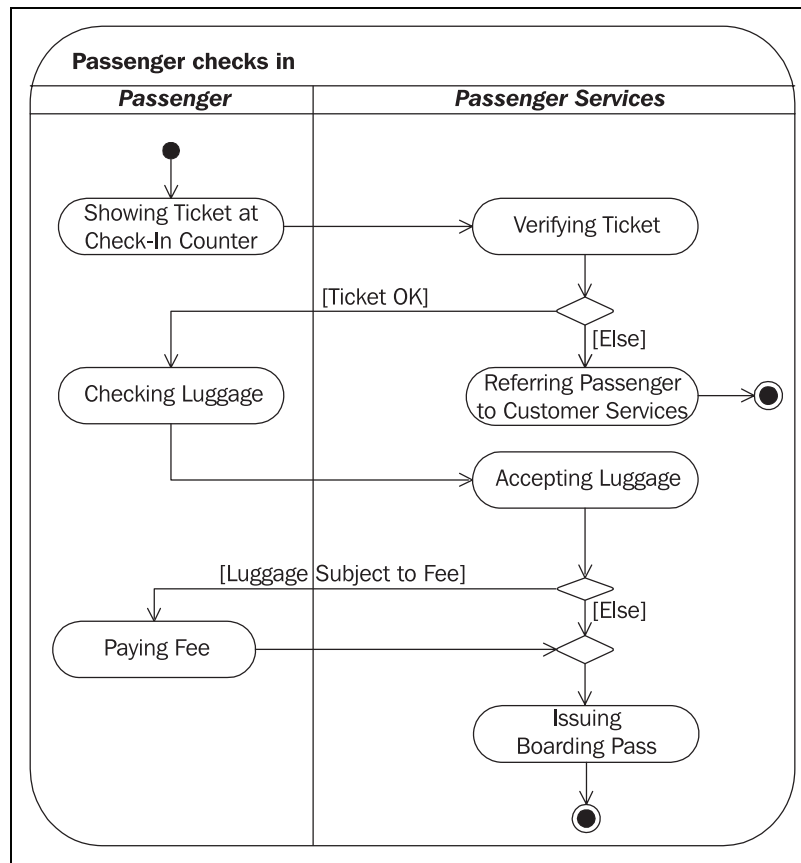 Passenger checks in
Passenger
Passenger Services
Showing Ticket at
Check-In Counter
Verifying Ticket
[Ticket OK]
[Else]
Checking Luggage
Referring Passenger
to Customer Services
Accepting Luggage
[Luggage Subject to Fee]
[Else]
Paying Fee
Issuing
Boarding Pass